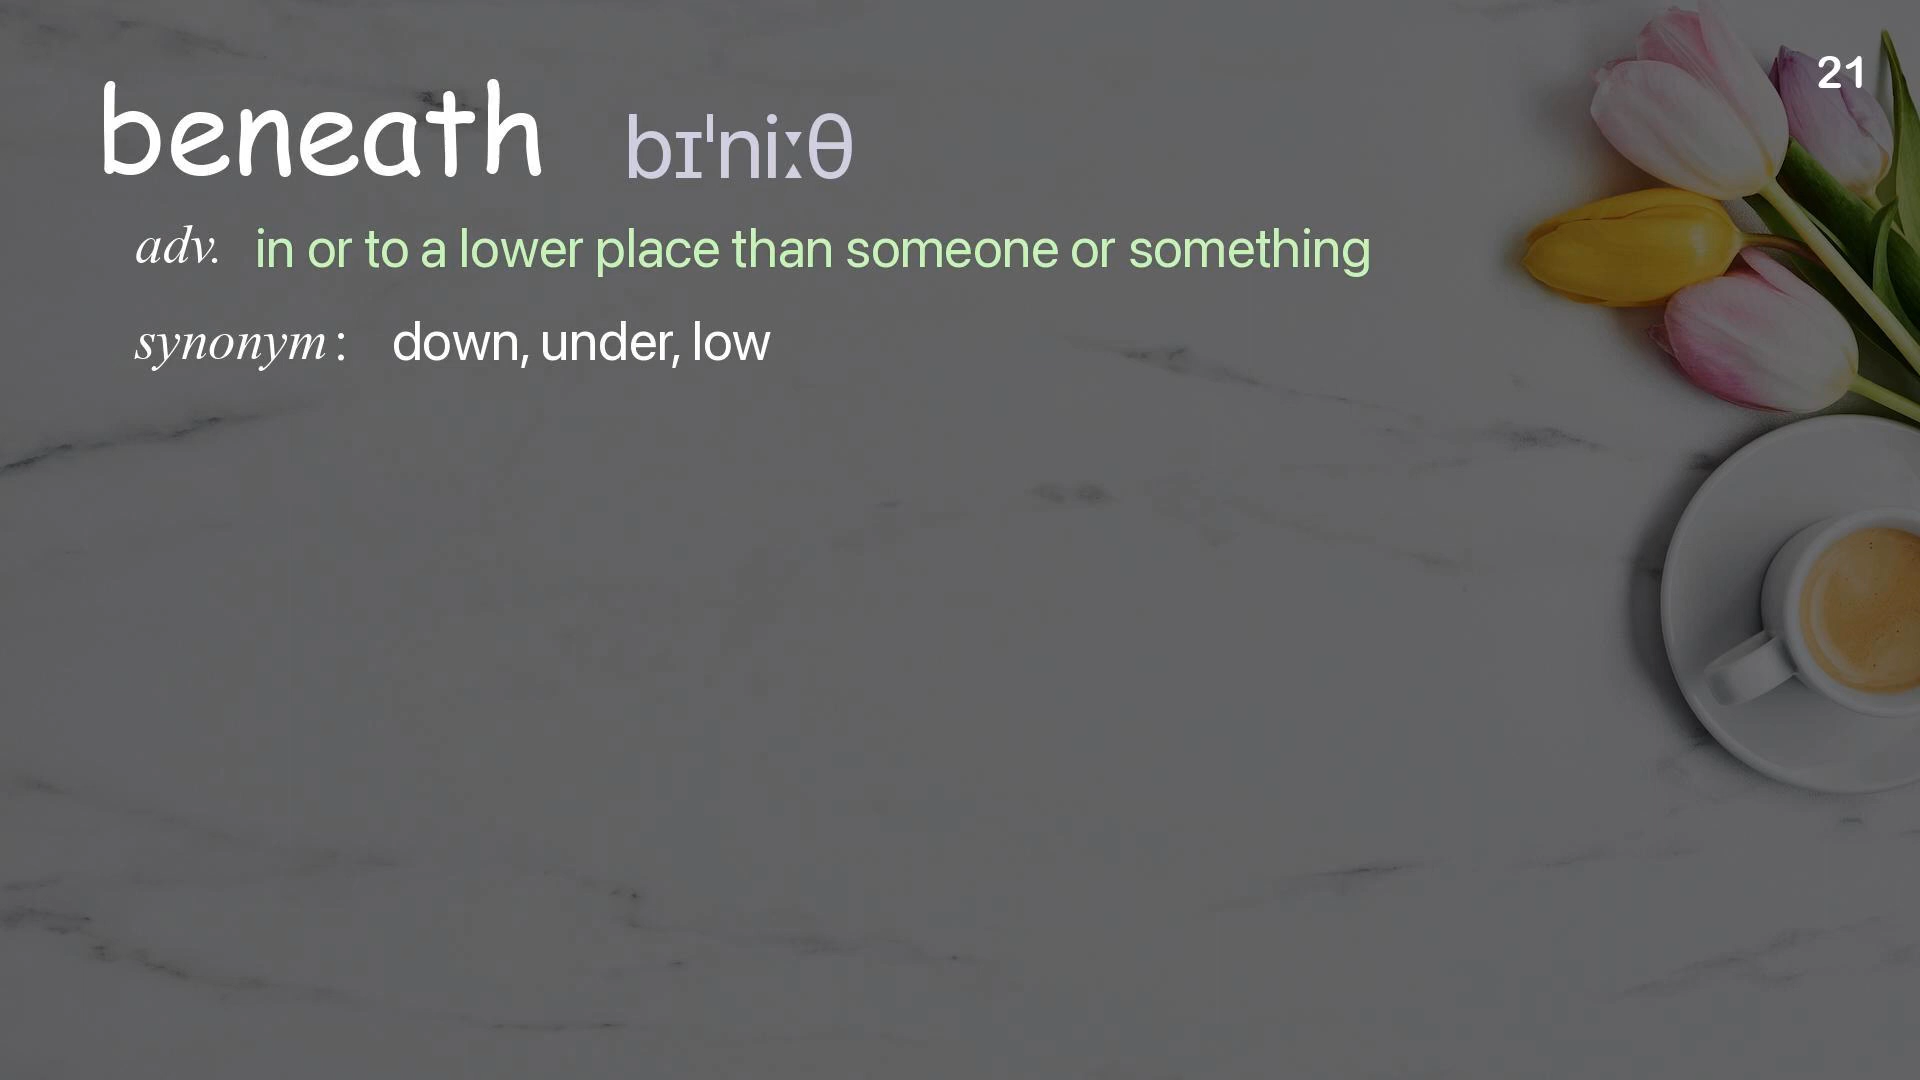 21
beneath bɪˈniːθ
adv. in or to a lower place than someone or something
synonym : down, under, low